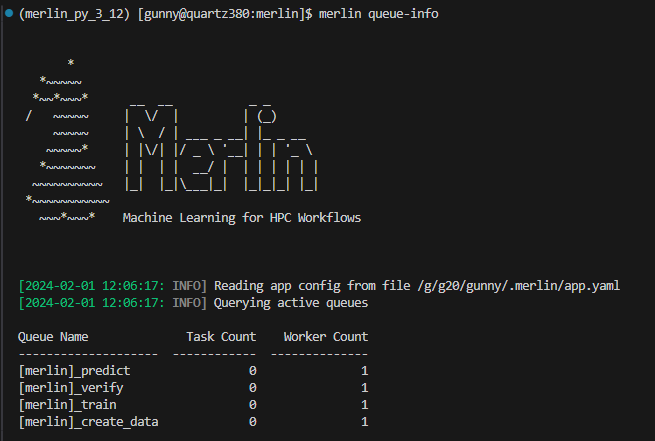 (merlin_py_3_12) [gunny@quartz380:merlin]$ merlin queue-info
Merlin
Machine Learning for HPC Workflows
[2024-02-01 12:06:17: INFO] Reading app config from file /g/g20/gunny/.merlin/app.yaml
[2024-02-01 12:06:17: INFO] Querying active queues
Queue Name Task Count Worker Count
------------------- ------------ --------------
[merlin]_predict 0 1
[merlin]_verify 0 1
[merlin]_train 0 1
[merlin]_create_data 0 1